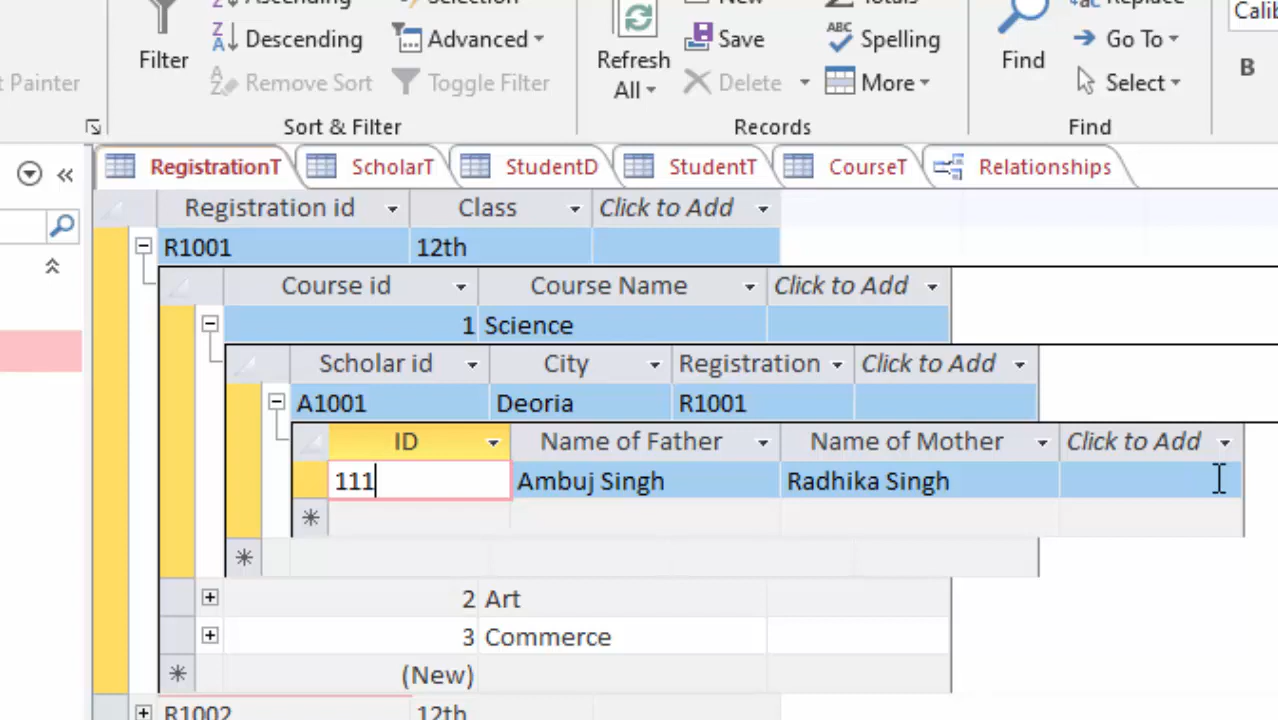 Ascending Selection New Totals Replace Calib
Filter Descending Advanced Refresh All Save Spelling Find Go To B
t Painter Remove Sort Toggle Filter Delete More Select
Sort & Filter Records Find
RegistrationT ScholarT StudentD StudentT CourseT Relationships
Registration id Class Click to Add
R1001 12th
Course id Course Name Click to Add
1 Science
Scholar id City Registration Click to Add
A1001 Deoria R1001
ID Name of Father Name of Mother Click to Add
111 Ambuj Singh Radhika Singh
2 Art
3 Commerce
(New)
R1002 12th